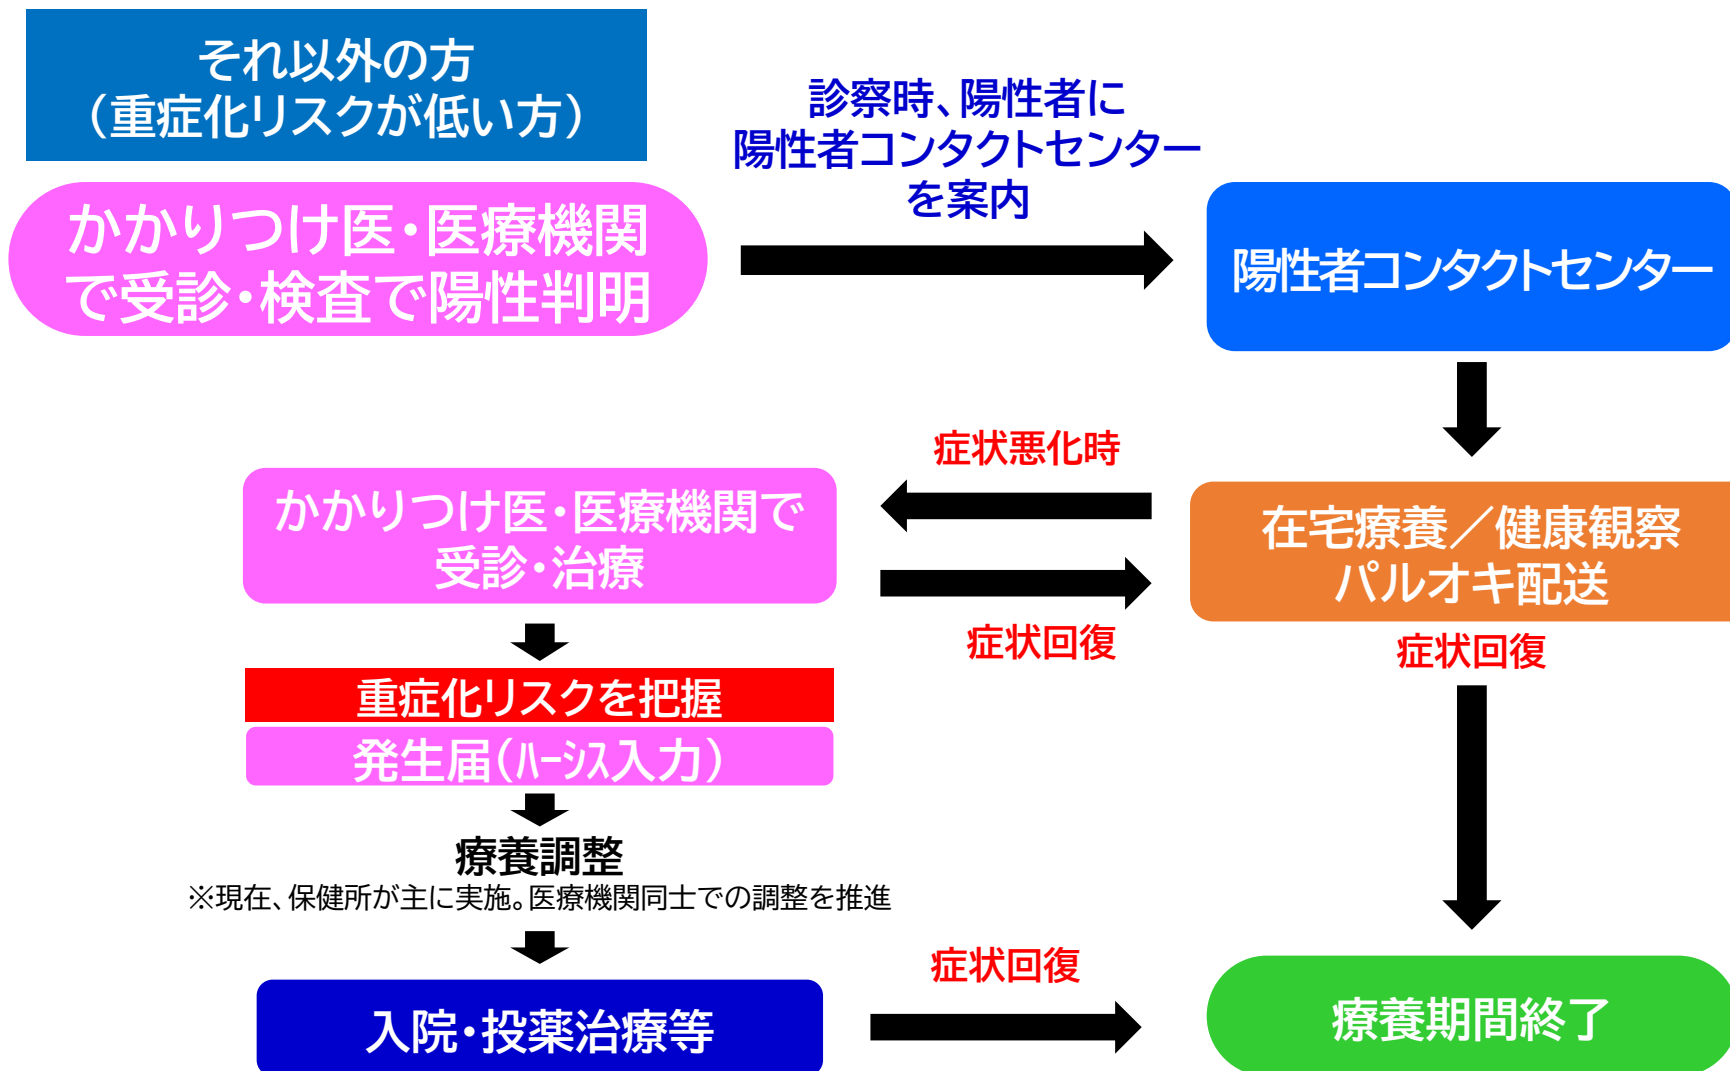 それ以外の方
（重症化リスクが低い方）
診察時、陽性者に
陽性者コンタクトセンター
を案内
かかりつけ医・医療機関
で受診・検査で陽性判明
陽性者コンタクトセンター
症状悪化時
かかりつけ医・医療機関で
受診・治療
在宅療養／健康観察
パルオキ配送
症状回復
症状回復
重症化リスクを把握
発生届（ﾊｰｼｽ入力）
療養調整
※現在、保健所が主に実施。医療機関同士での調整を推進
症状回復
入院・投薬治療等
療養期間終了